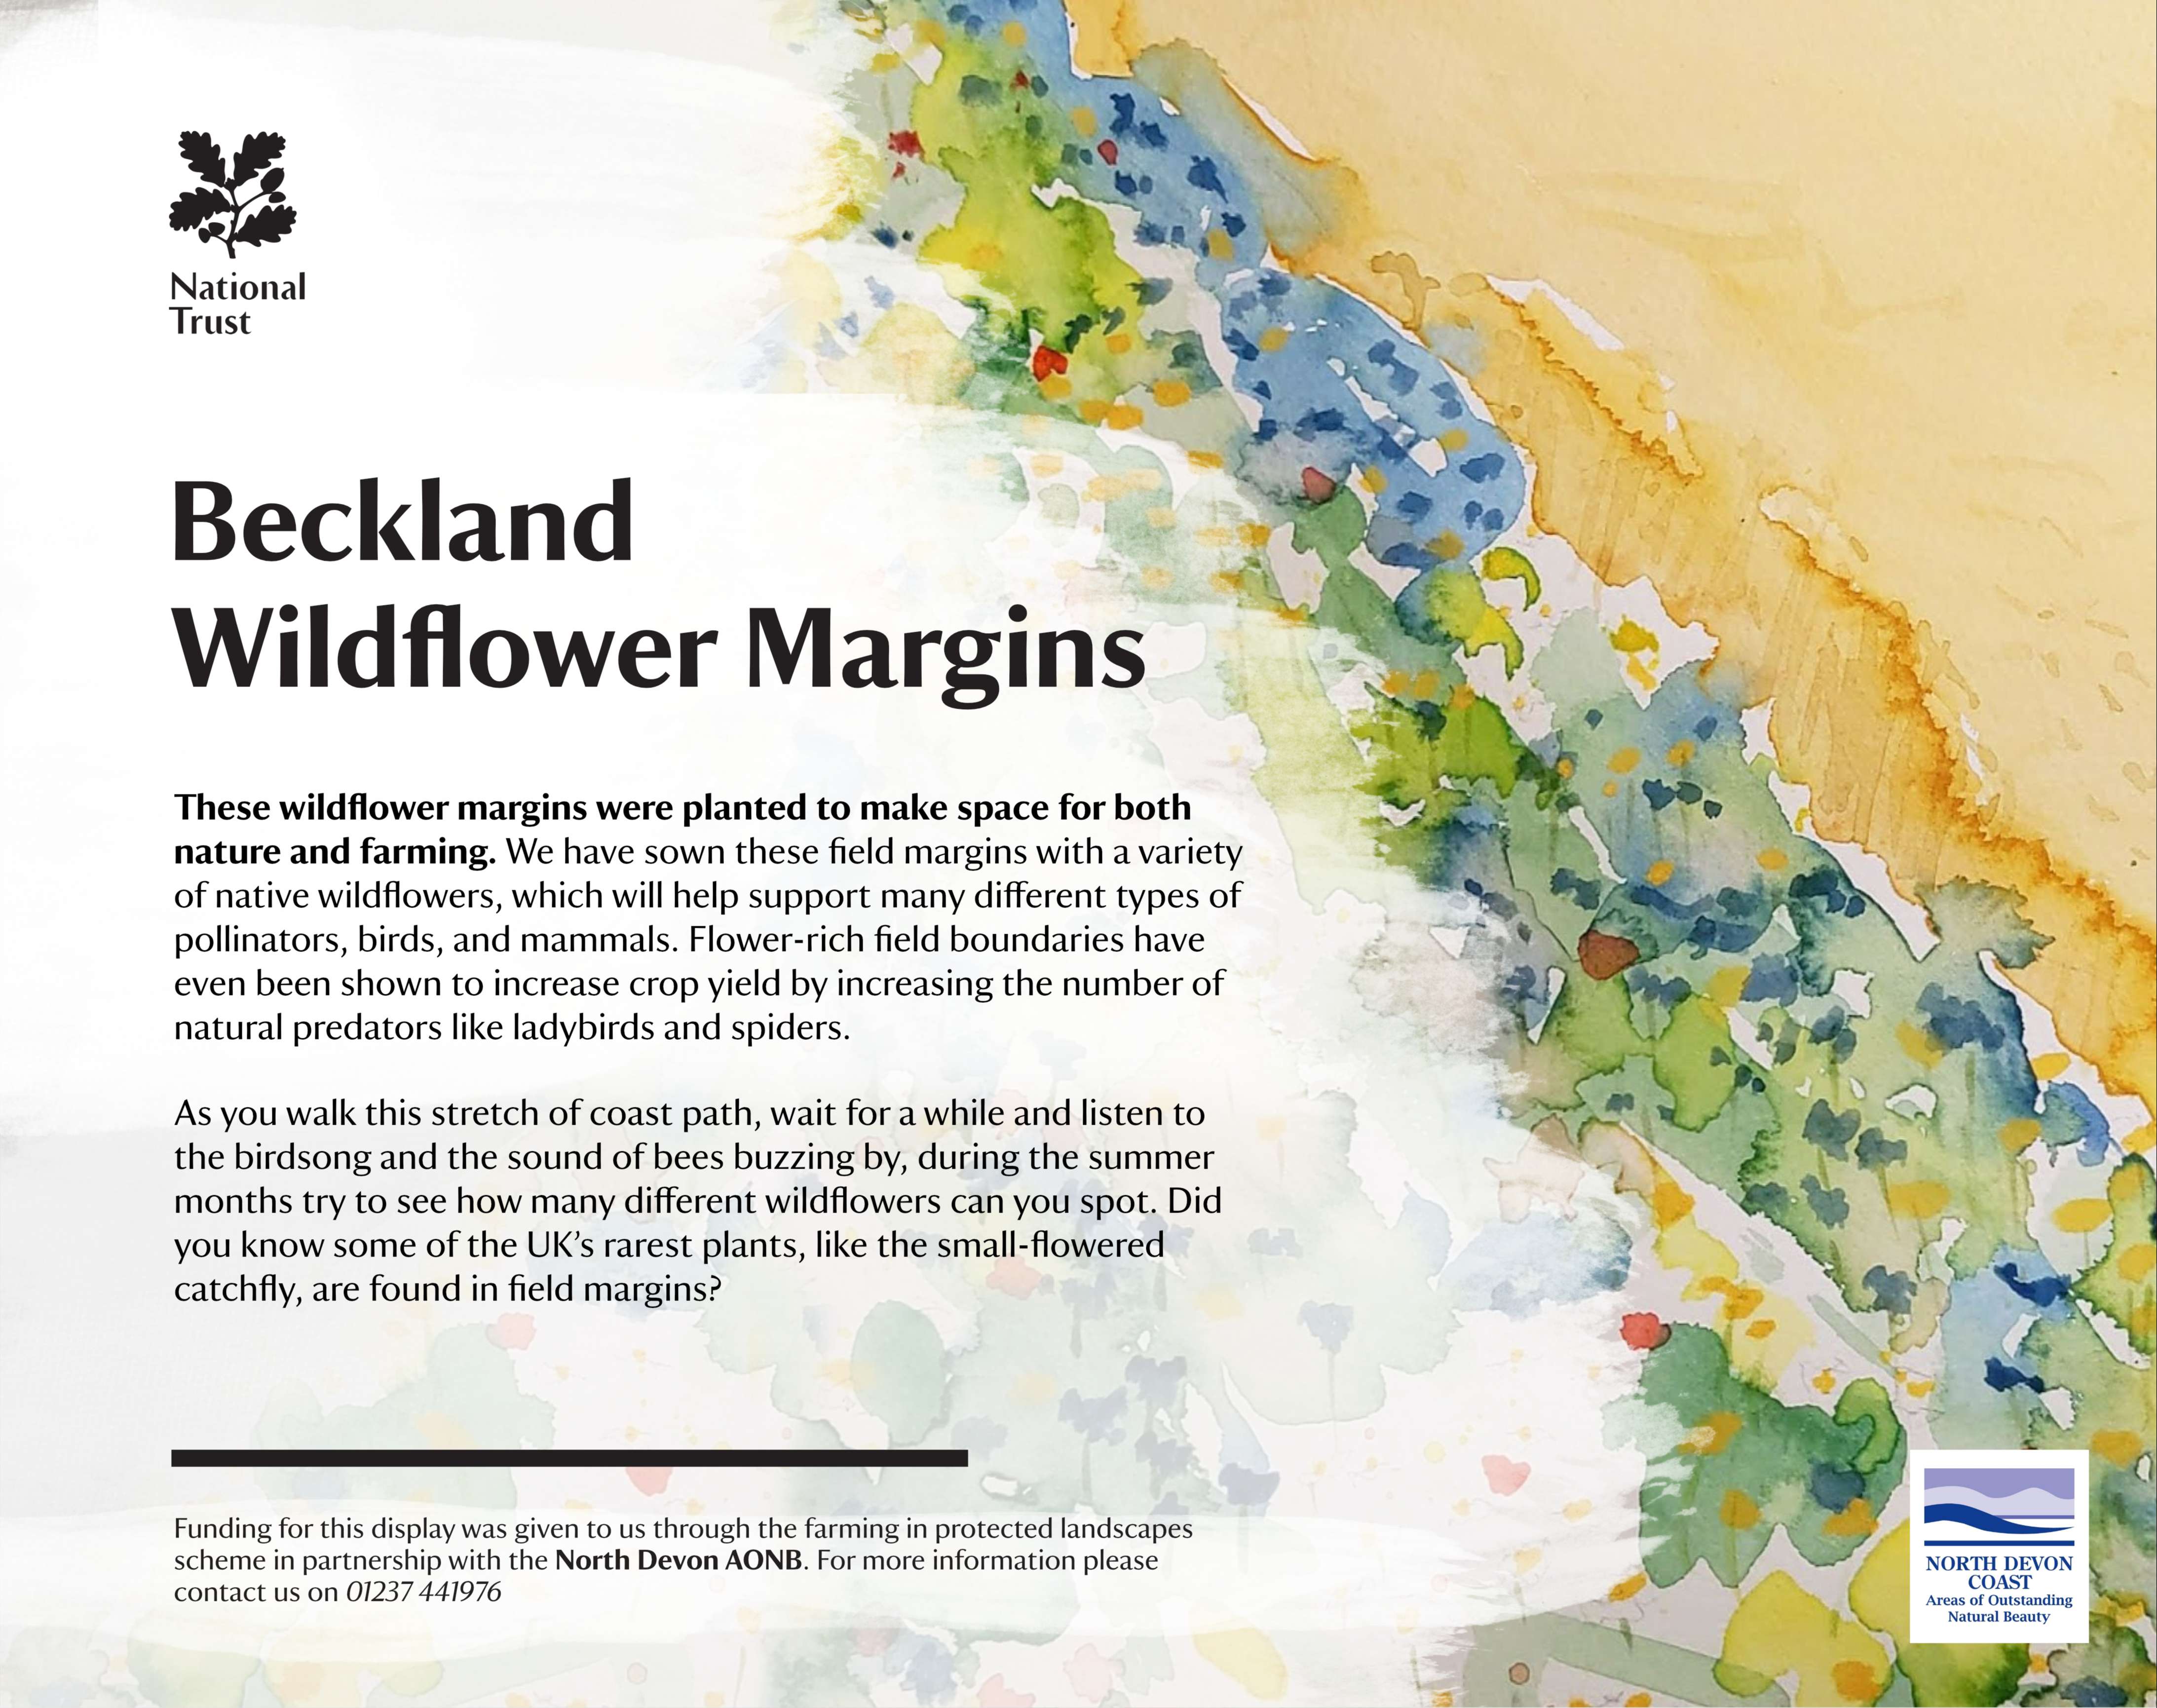 National
Trust
Beckland
Wildflower Margins
These wildflower margins were planted to make space for both
nature and farming. We have sown these field margins with a variety
of native wildflowers, which will help support many different types of
pollinators, birds, and mammals. Flower-rich field boundaries have
even been shown to increase crop yield by increasing the number of
natural predators like ladybirds and spiders.
As you walk this stretch of coast path, wait for a while and listen to
the birdsong and the sound of bees buzzing by, during the summer
months try to see how many different wildflowers can you spot. Did
you know some of the UK’s rarest plants, like the small-flowered
catchfly, are found in field margins?
Funding for this display was given to us through the farming in protected landscapes
scheme in partnership with the North Devon AONB. For more information please
contact us on 01237 441976
NORTH DEVON
COAST
Areas of Outstanding
Natural Beauty